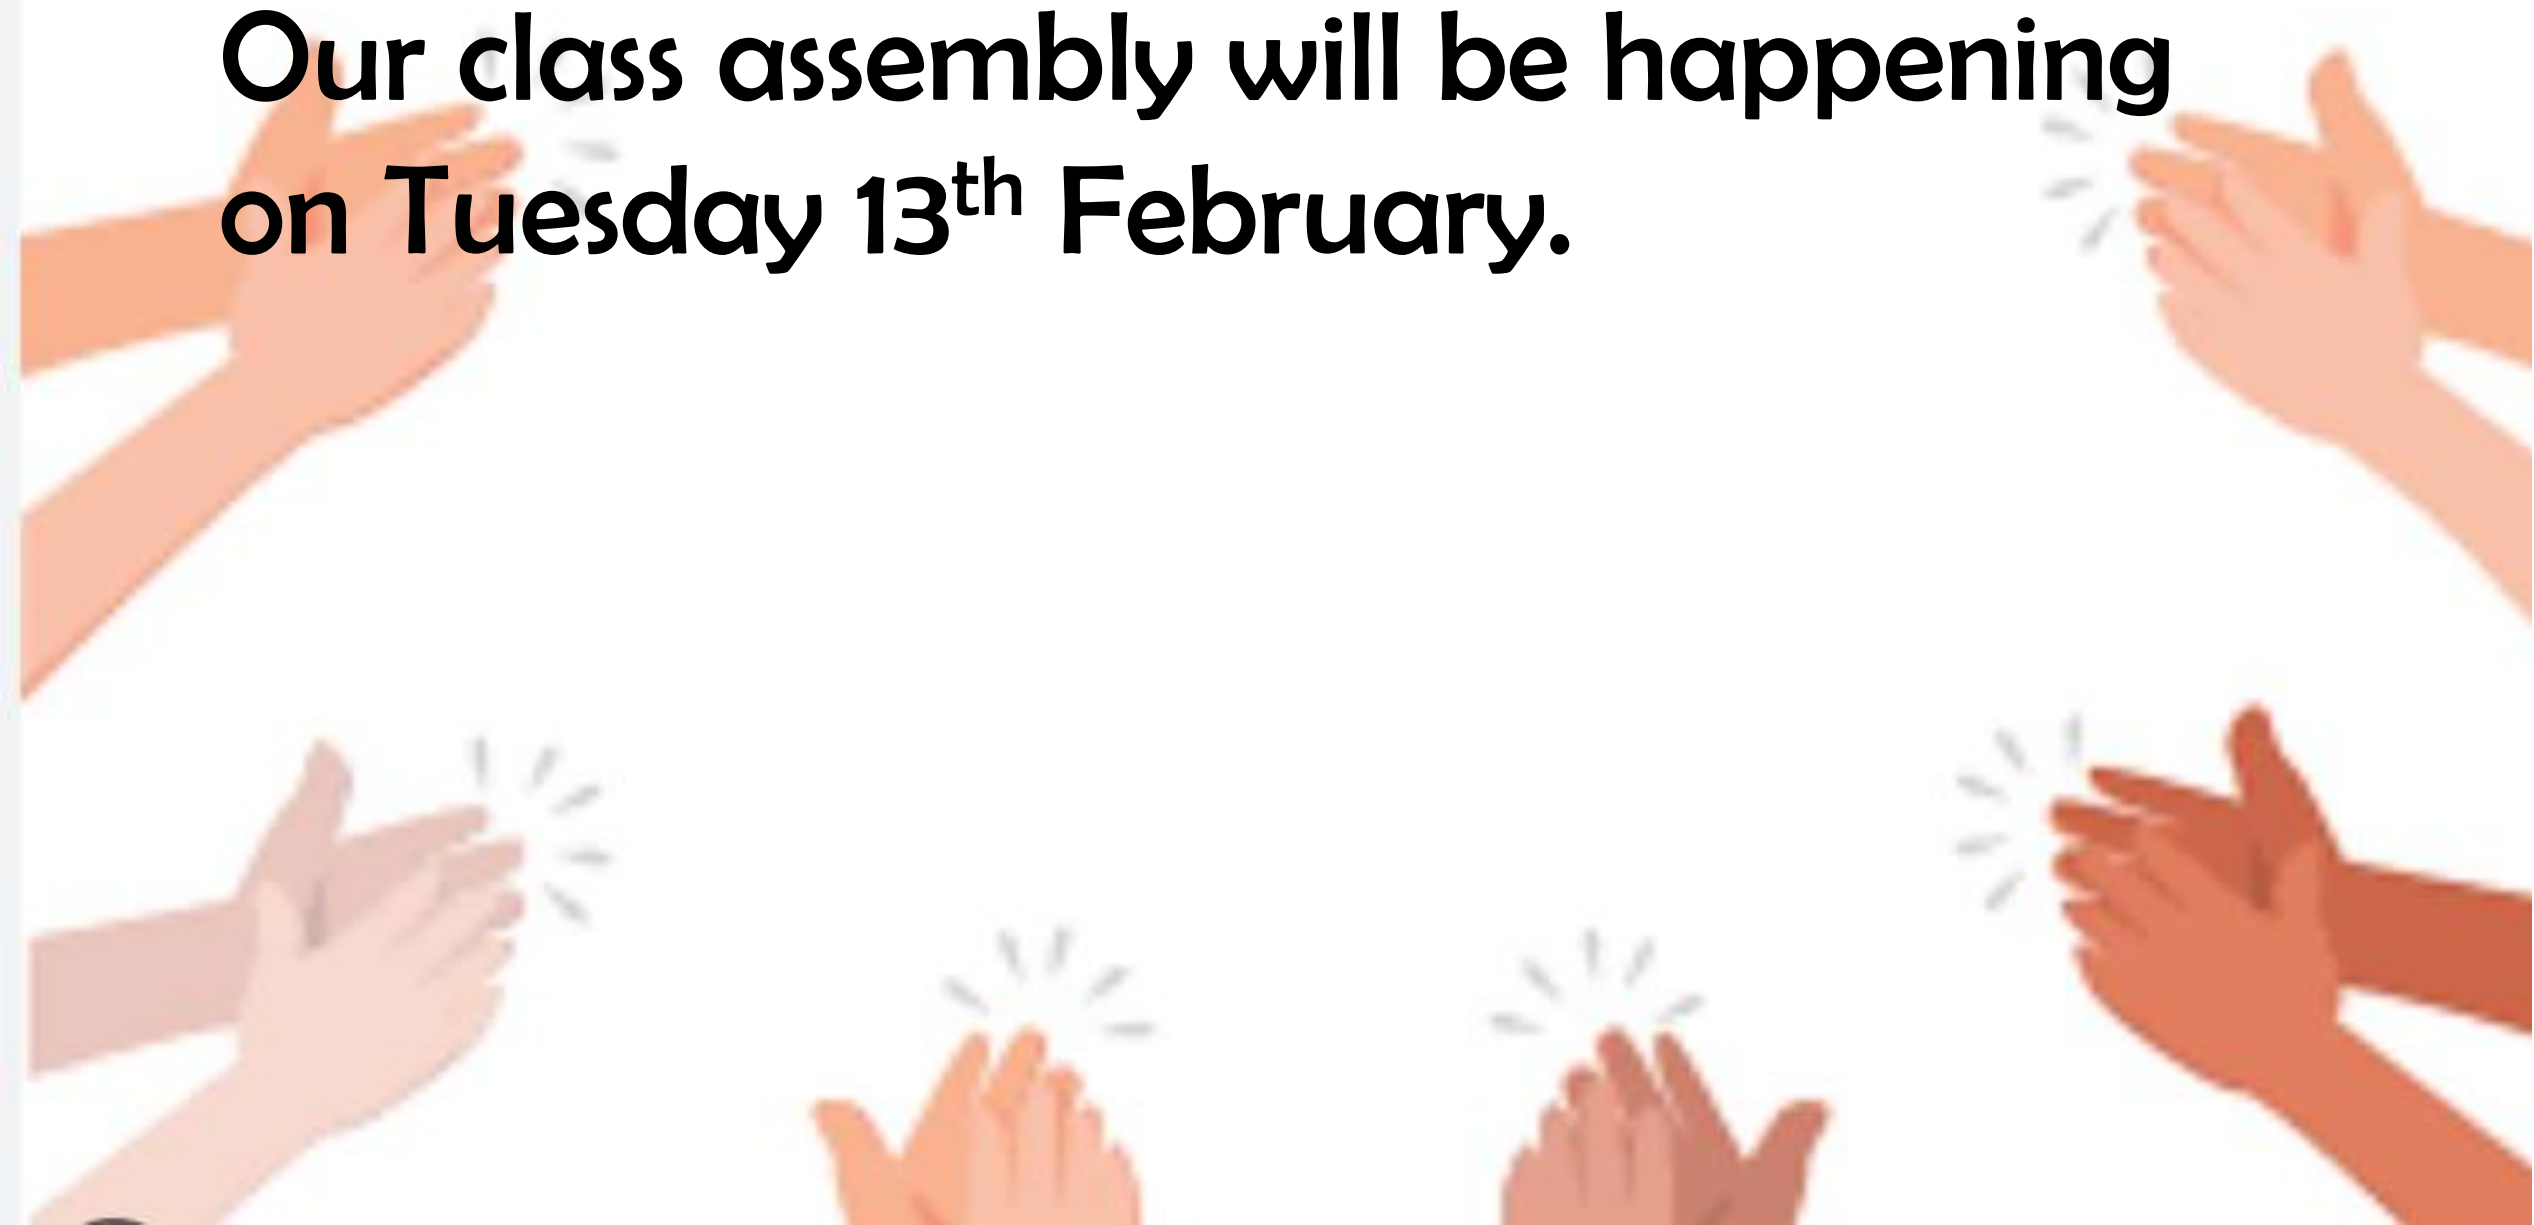 Our class assembly will be happening
on Tuesday 13th February.